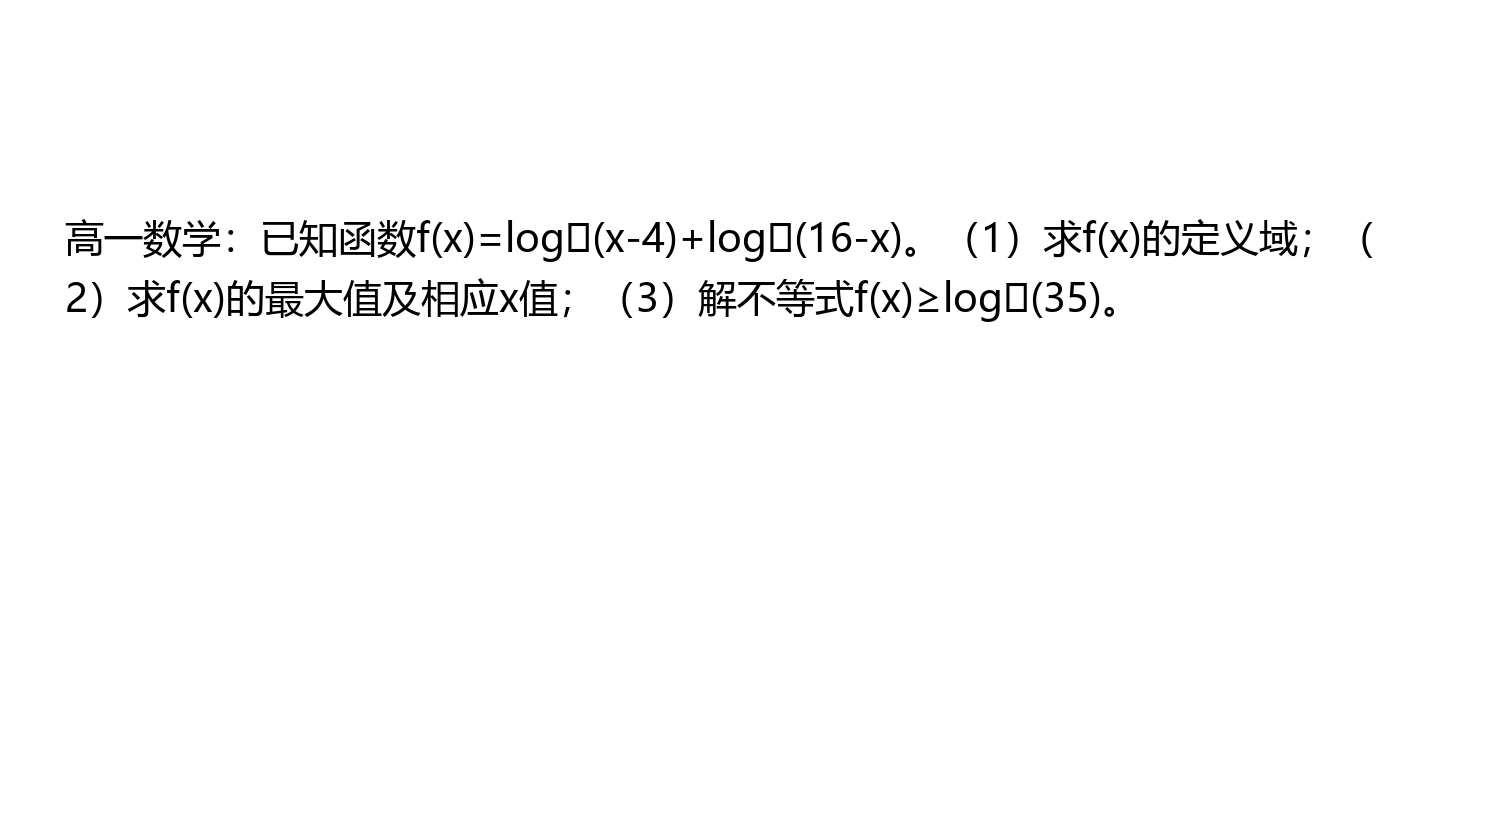 高一数学：已知函数f(x)=log▯(x-4)+log▯(16-x)。（1）求f(x)的定义域；（
2）求f(x)的最大值及相应x值；（3）解不等式f(x)≥log▯(35)。